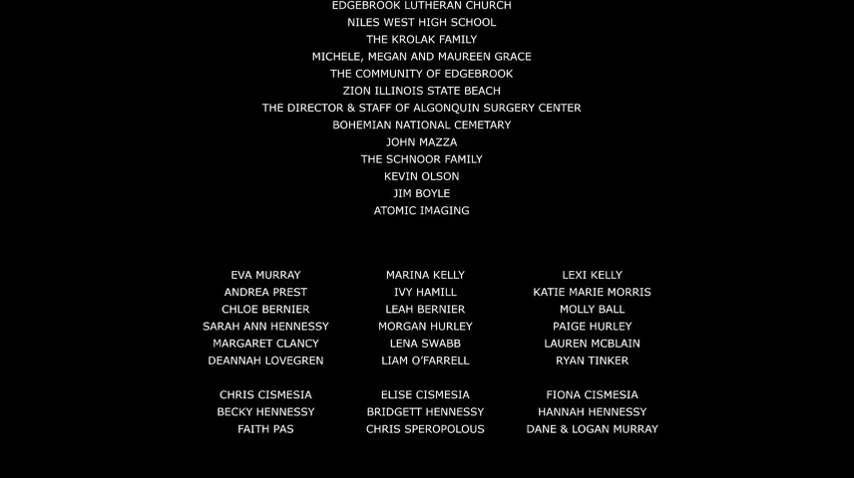 EDGEBROOK LUTHERAN CHURCH
NILES WEST HIGH SCHOOL
THE KROLAK FAMILY
MICHELE, MEGAN AND MAUREEN GRACE
THE COMMUNITY OF EDGEBROOK
ZION ILLINOIS STATE BEACH
THE DIRECTOR & STAFF OF ALGONQUIN SURGERY CENTER
BOHEMIAN NATIONAL CEMETARY
JOHN MAZZA
THE SCHNOOR FAMILY
KEVIN OLSON
JIM BOYLE
ATOMIC IMAGING
EVA MURRAY MARINA KELLY LEXI KELLY
ANDREA PREST IVY HAMILL KATIE MARIE MORRIS
CHLOE BERNIER LEAH BERNIER MOLLY BALL
SARAH ANN HENNESSY MORGAN HURLEY PAIGE HURLEY
MARGARET CLANCY LENA SWABB LAUREN MCBLAIN
DEANNAH LOVEGREN LIAM O'FARRELL RYAN TINKER
CHRIS CISMESIA ELISE CISMESIA FIONA CISMESIA
BECKY HENNESSY BRIDGETT HENNESSY HANNAH HENNESSY
FAITH PAS CHRIS SPEROPOLOUS DANE & LOGAN MURRAY